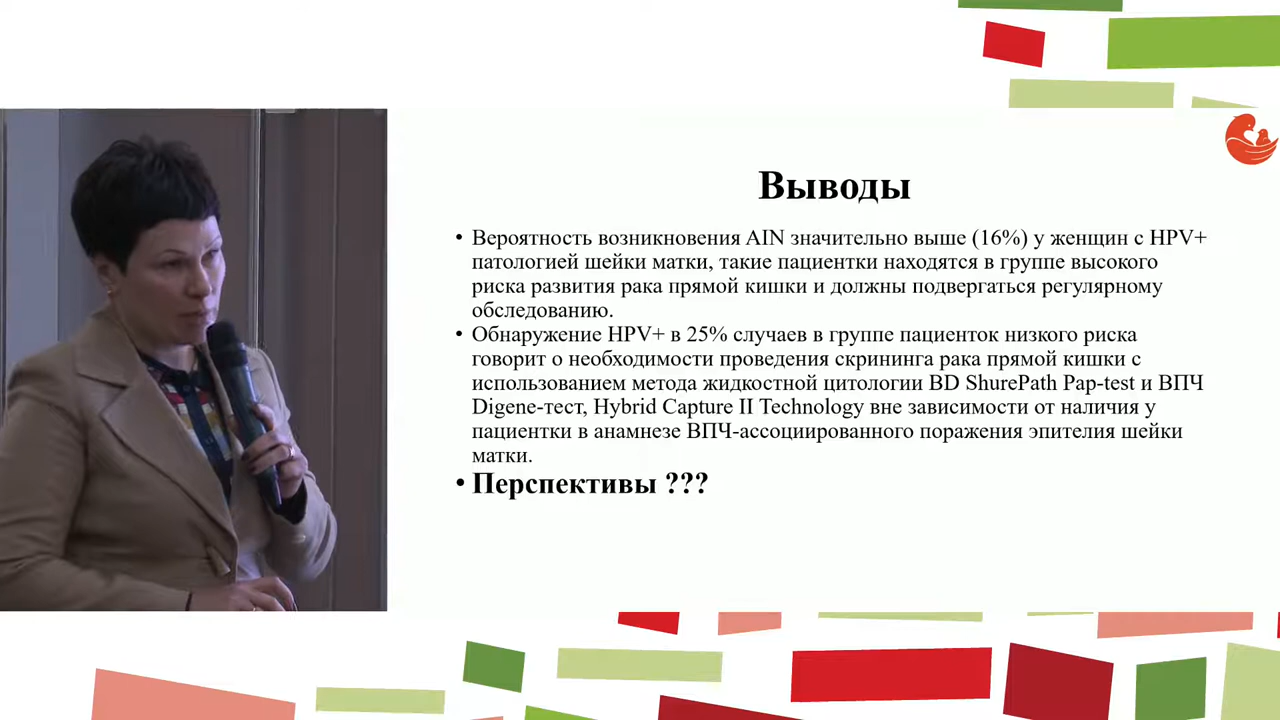 Выводы
• Вероятность возникновения AIN значительно выше (16%) у женщин с HPV+
патологией шейки матки, такие пациентки находятся в группе высокого
риска развития рака прямой кишки и должны подвергаться регулярному
обследованию.
• Обнаружение HPV+ в 25% случаев в группе пациенток низкого риска
говорит о необходимости проведения скрининга рака прямой кишки с
использованием метода жидкостной цитологии BD ShurePath Pap-test и ВПЧ
Digene-тест, Hybrid Capture II Technology вне зависимости от наличия у
пациентки в анамнезе ВПЧ-ассоциированного поражения эпителия шейки
матки.
• Перспективы ???